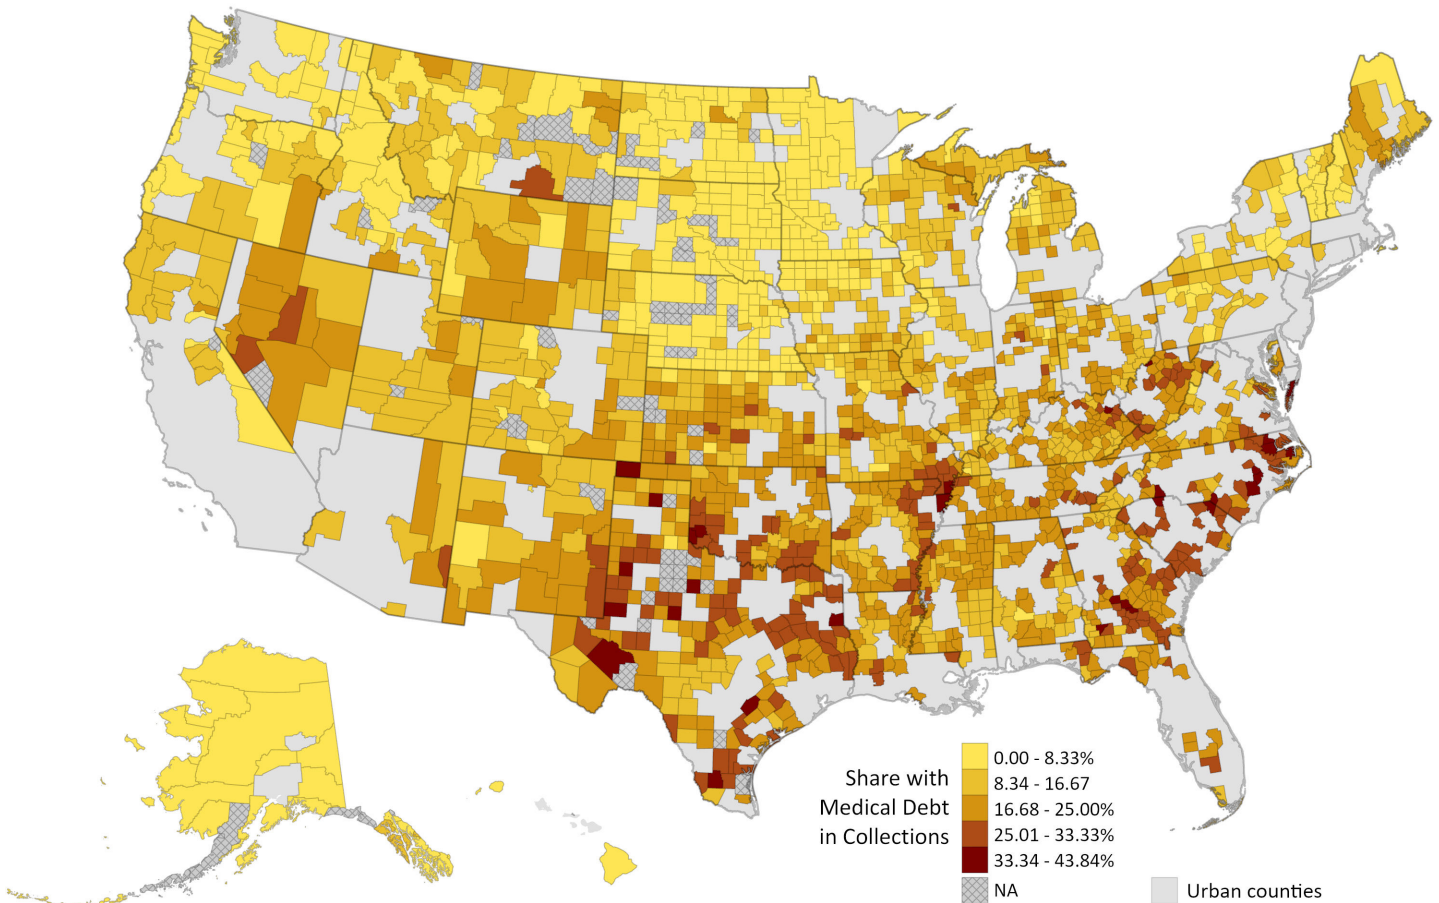 Share with
Medical Debt
in Collections
0.00 - 8.33%
8.34 - 16.67
16.68 - 25.00%
25.01 - 33.33%
33.34 - 43.84%
NA
Urban counties